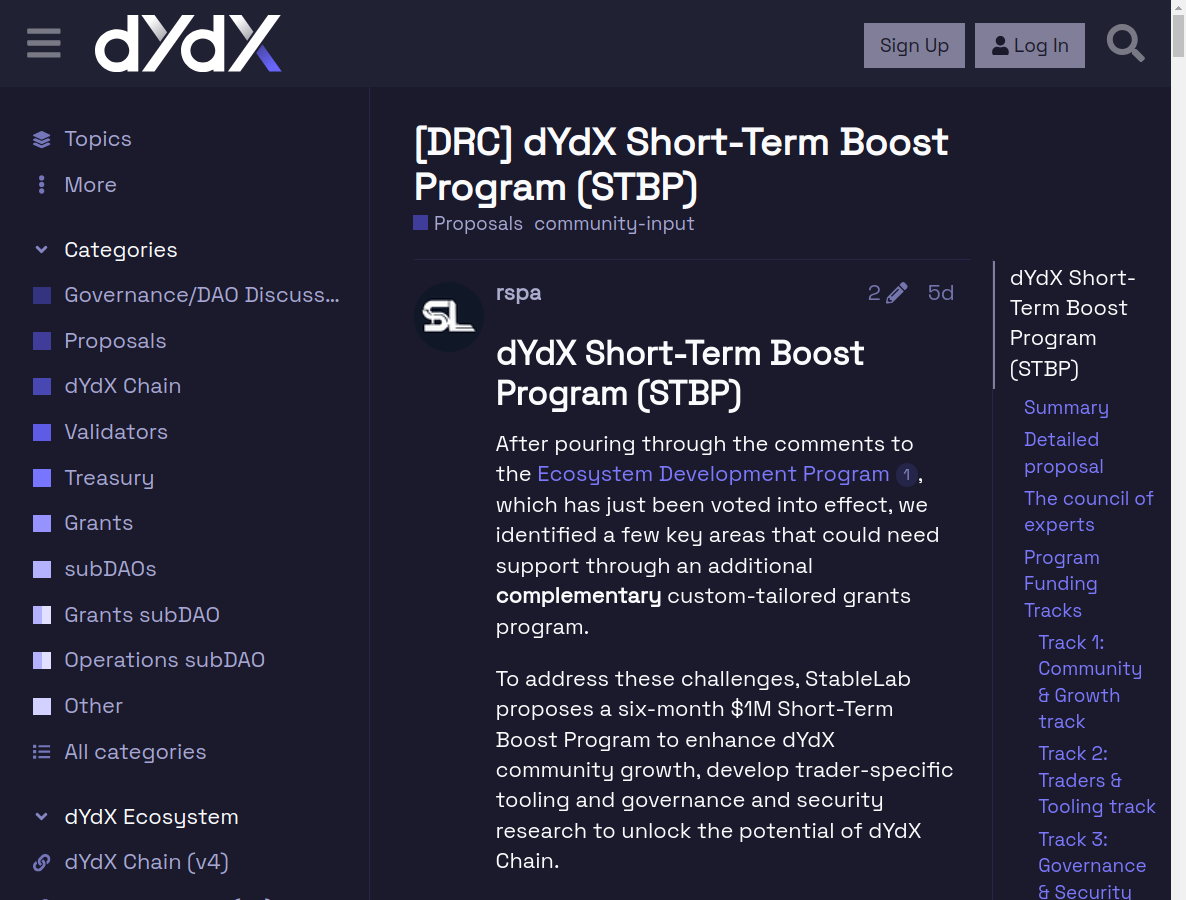 dYdX
Sign Up
Log In
Topics
More
Categories
Governance/DAO Discuss...
Proposals
dYdX Chain
Validators
Treasury
Grants
subDAOs
Grants subDAO
Operations subDAO
Other
All categories
dYdX Ecosystem
dYdX Chain (v4)
[DRC] dYdX Short-Term Boost
Program (STBP)
Proposals community-input
SL
rspa
2
5d
dYdX Short-Term Boost
Program (STBP)
After pouring through the comments to
the Ecosystem Development Program 1,
which has just been voted into effect, we
identified a few key areas that could need
support through an additional
complementary custom-tailored grants
program.
To address these challenges, StableLab
proposes a six-month $1M Short-Term
Boost Program to enhance dYdX
community growth, develop trader-specific
tooling and governance and security
research to unlock the potential of dYdX
Chain.
dYdX Short-
Term Boost
Program
(STBP)
Summary
Detailed
proposal
The council of
experts
Program
Funding
Tracks
Track 1:
Community
& Growth
track
Track 2:
Traders &
Tooling track
Track 3:
Governance
& Security